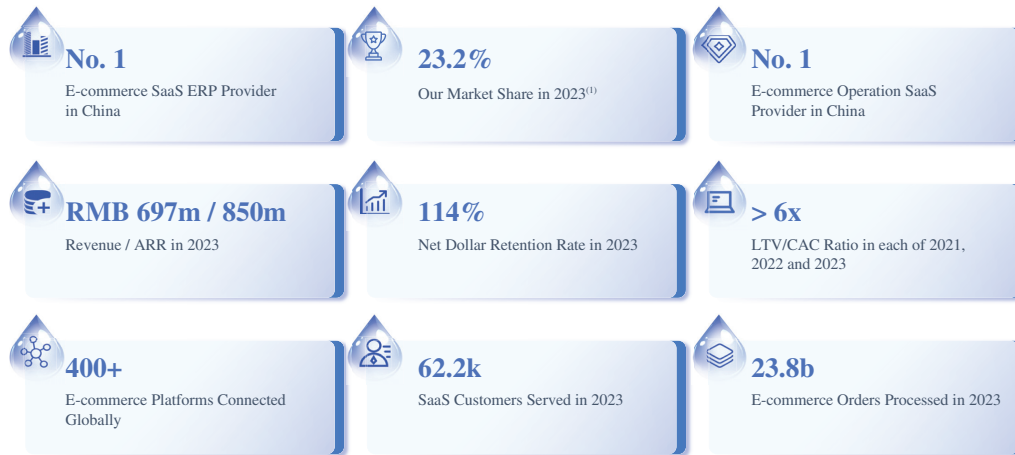 No. 1
E-commerce SaaS ERP Provider
in China
23.2%
Our Market Share in 2023(1)
No. 1
E-commerce Operation SaaS
Provider in China
RMB 697m / 850m
Revenue / ARR in 2023
114%
Net Dollar Retention Rate in 2023
> 6x
LTV/CAC Ratio in each of 2021,
2022 and 2023
400+
E-commerce Platforms Connected
Globally
62.2k
SaaS Customers Served in 2023
23.8b
E-commerce Orders Processed in 2023